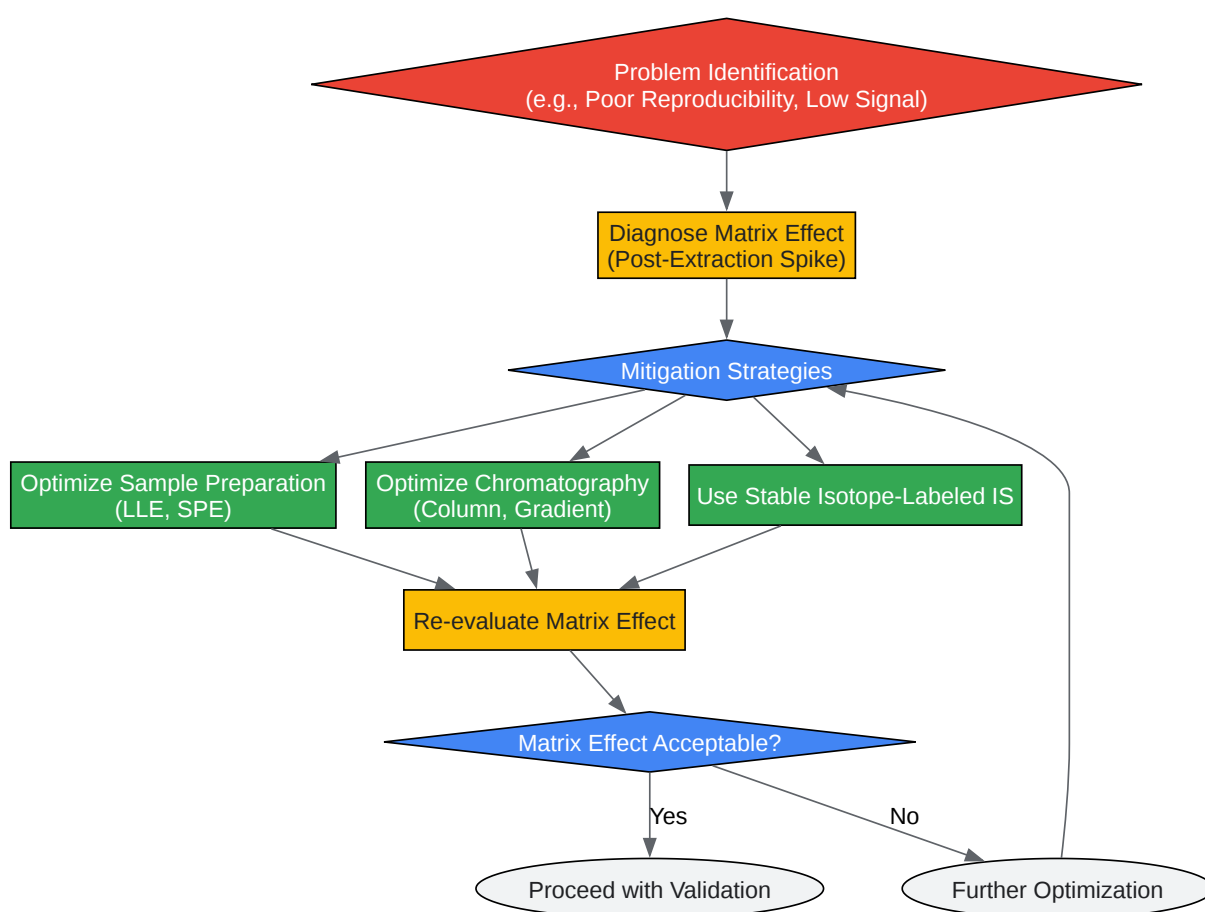 Problem Identification
(e.g., Poor Reproducibility, Low Signal)
Diagnose Matrix Effect
(Post-Extraction Spike)
Mitigation Strategies
Optimize Sample Preparation
(LLE, SPE)
Optimize Chromatography
(Column, Gradient)
Use Stable Isotope-Labeled IS
Re-evaluate Matrix Effect
Matrix Effect Acceptable?
Yes
No
Proceed with Validation
Further Optimization